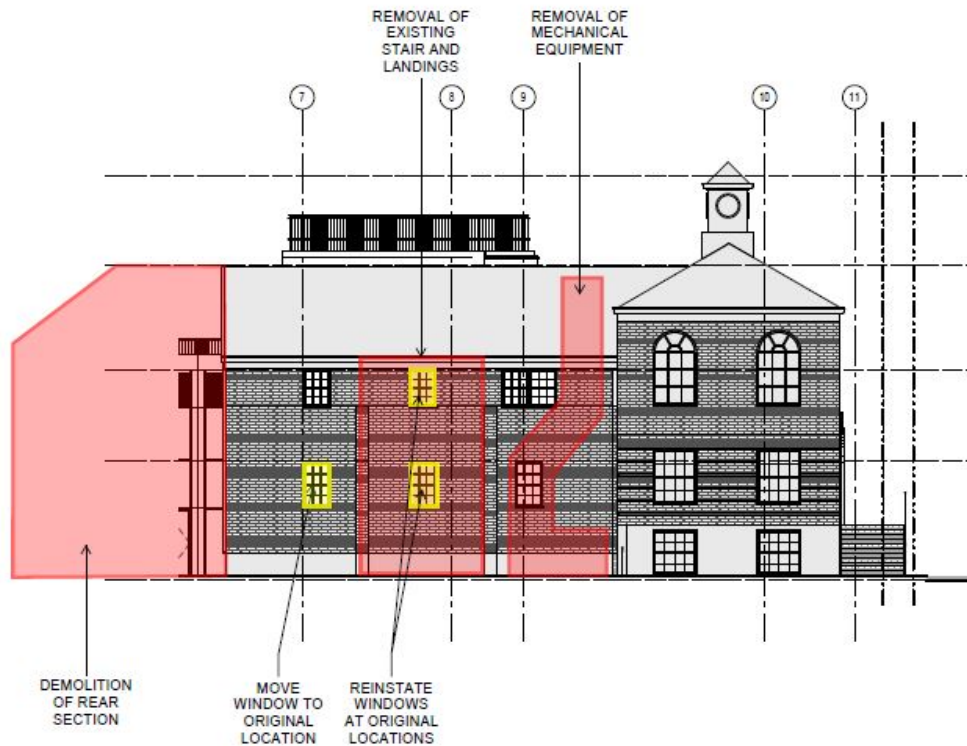 REMOVAL OF
EXISTING
STAIR AND
LANDINGS
REMOVAL OF
MECHANICAL
EQUIPMENT
7
8
9
10
11
DEMOLITION
OF REAR
SECTION
MOVE
WINDOW TO
ORIGINAL
LOCATION
REINSTATE
WINDOWS
AT ORIGINAL
LOCATIONS